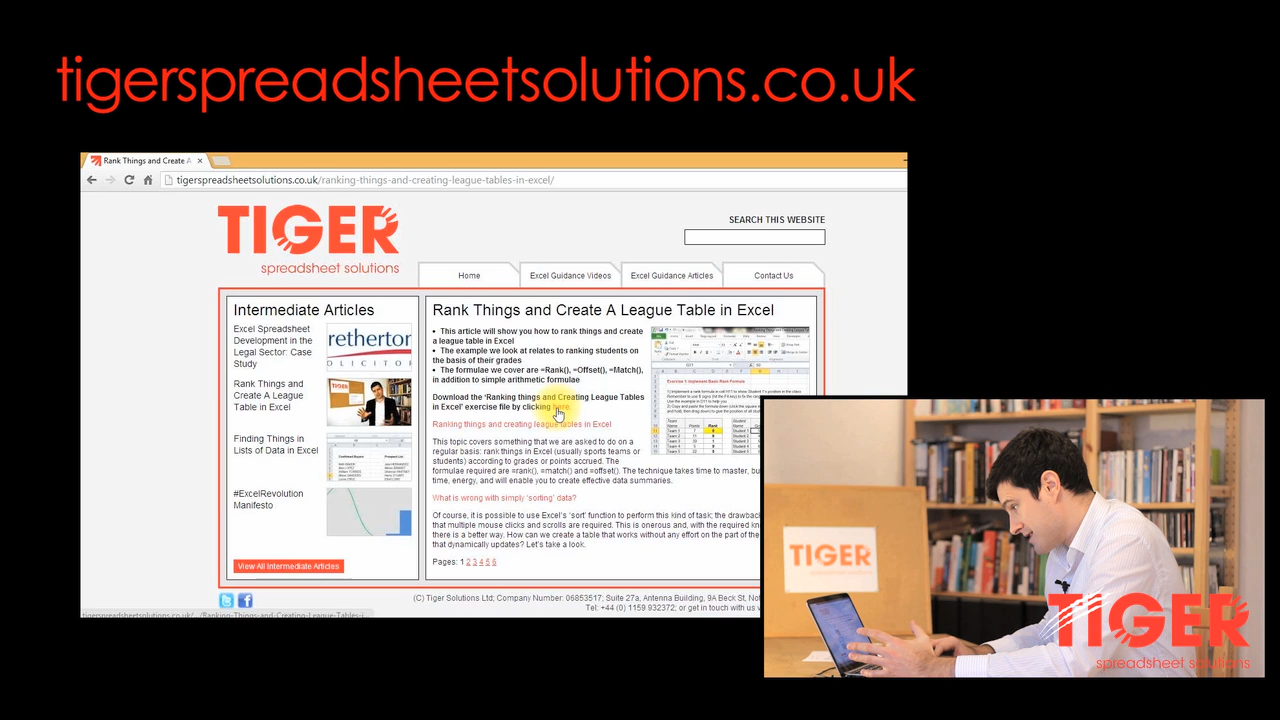 tigerspreadsheetsolutions.co.uk
Rank Things and Create A
tigerspreadsheetsolutions.co.uk/ranking-things-and-creating-league-tables-in-excel/
TIGER
spreadsheet solutions
SEARCH THIS WEBSITE
Home
Excel Guidance Videos
Excel Guidance Articles
Contact Us
Intermediate Articles
Excel Spreadsheet
Development in the
Legal Sector: Case
Study
retherton
OLICITOR
Rank Things and
Create A League
Table in Excel
Finding Things in
Lists of Data in Excel
#ExcelRevolution
Manifesto
View All Intermediate Articles
Rank Things and Create A League Table in Excel
• This article will show you how to rank things and create
a league table in Excel
• The example we look at relates to ranking students on
the basis of their grades
• The formulae we cover are =Rank(), =Offset(), =Match(),
in addition to simple arithmetic formulae
Download the 'Ranking things and Creating League Tables
in Excel' exercise file by clicking here.
Ranking things and creating league tables in Excel
This topic covers something that we are asked to do on a
regular basis: rank things in Excel (usually sports teams or
students) according to grades or points accrued. The
formulae required are =rank(), =match() and =offset(). The technique takes time to master, bu
time, energy, and will enable you to create effective data summaries.
What is wrong with simply 'sorting' data?
Of course, it is possible to use Excel's 'sort' function to perform this kind of task; the drawback
that multiple mouse clicks and scrolls are required. This is onerous and, with the required kn
there is a better way. How can we create a table that works without any effort on the part of the
that dynamically updates? Let's take a look.
Pages: 1 2 3 4 5 6
Exercise 1: Implement Basic Rank Formula
(C) Tiger Solutions Ltd; Company Number: 06853517; Suite 27a, Antenna Building, 9A Beck St, Not
Tel: +44 (0) 1159 932372; or get in touch with us v
TIGER
TIGER
spreadsheet solutions